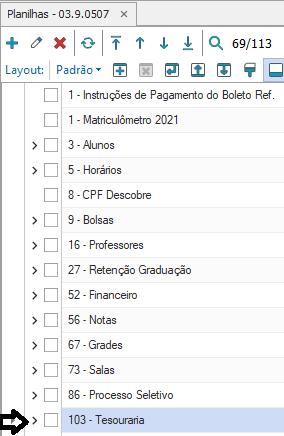 Planilhas - 03.9.0507
69/113
Layout: Padrão
1 - Instruções de Pagamento do Boleto Ref.
1 - Matriculômetro 2021
3 - Alunos
5 - Horários
8 - CPF Descobre
9 - Bolsas
16 - Professores
27 - Retenção Graduação
52 - Financeiro
56 - Notas
67 - Grades
73 - Salas
86 - Processo Seletivo
103 - Tesouraria